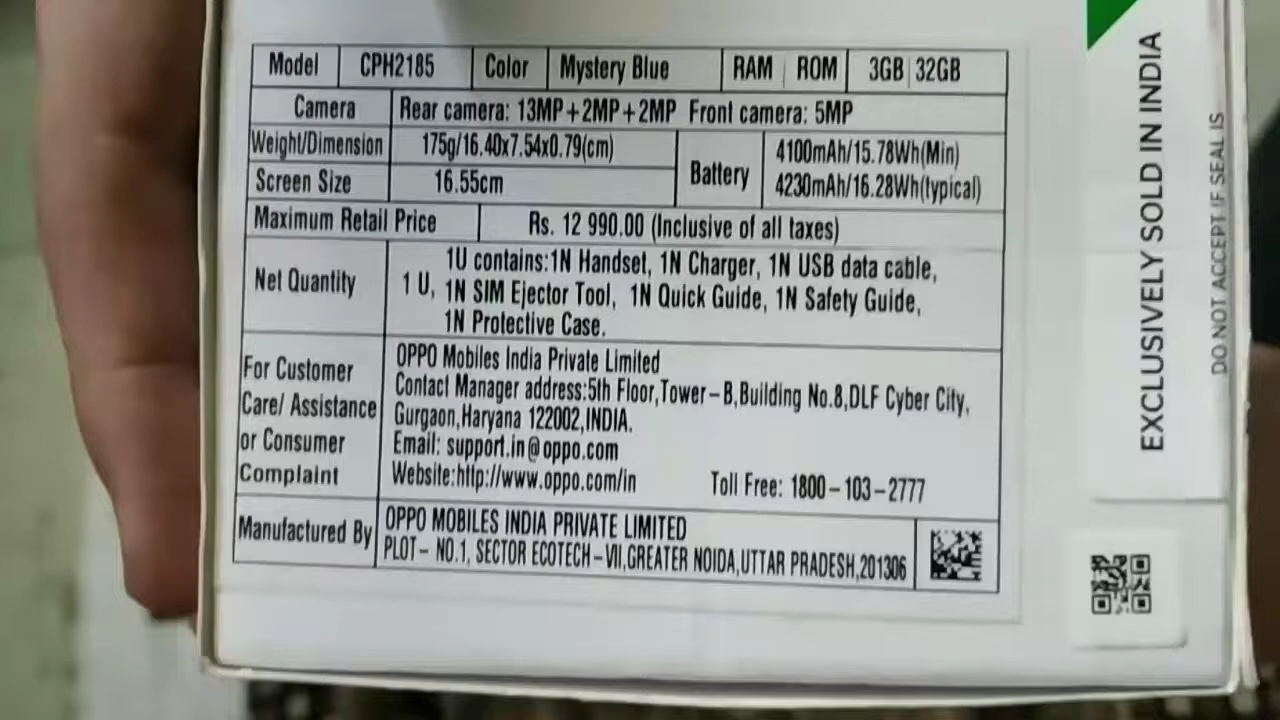 Model CPH2185 Color Mystery Blue RAM ROM 3GB 32GB
Camera Rear camera: 13MP+2MP+2MP Front camera: 5MP
Weight/Dimension 175g/16.40x7.54x0.79(cm)
Screen Size 16.55cm
Battery 4100mAh/15.78Wh(Min)
4230mAh/16.28Wh(typical)
Maximum Retail Price Rs. 12 990.00 (Inclusive of all taxes)
Net Quantity 1 U, 1U contains:1N Handset, 1N Charger, 1N USB data cable,
1N SIM Ejector Tool, 1N Quick Guide, 1N Safety Guide,
1N Protective Case.
For Customer
Care/ Assistance
or Consumer
Complaint
OPPO Mobiles India Private Limited
Contact Manager address:5th Floor,Tower-B,Building No.8,DLF Cyber City,
Gurgaon,Haryana 122002,INDIA.
Email: support.in@oppo.com
Website:http://www.oppo.com/in Toll Free: 1800-103-2777
Manufactured By OPPO MOBILES INDIA PRIVATE LIMITED
PLOT- NO.1, SECTOR ECOTECH-VII,GREATER NOIDA,UTTAR PRADESH,201306
EXCLUSIVELY SOLD IN INDIA
DO NOT ACCEPT IF SEAL IS